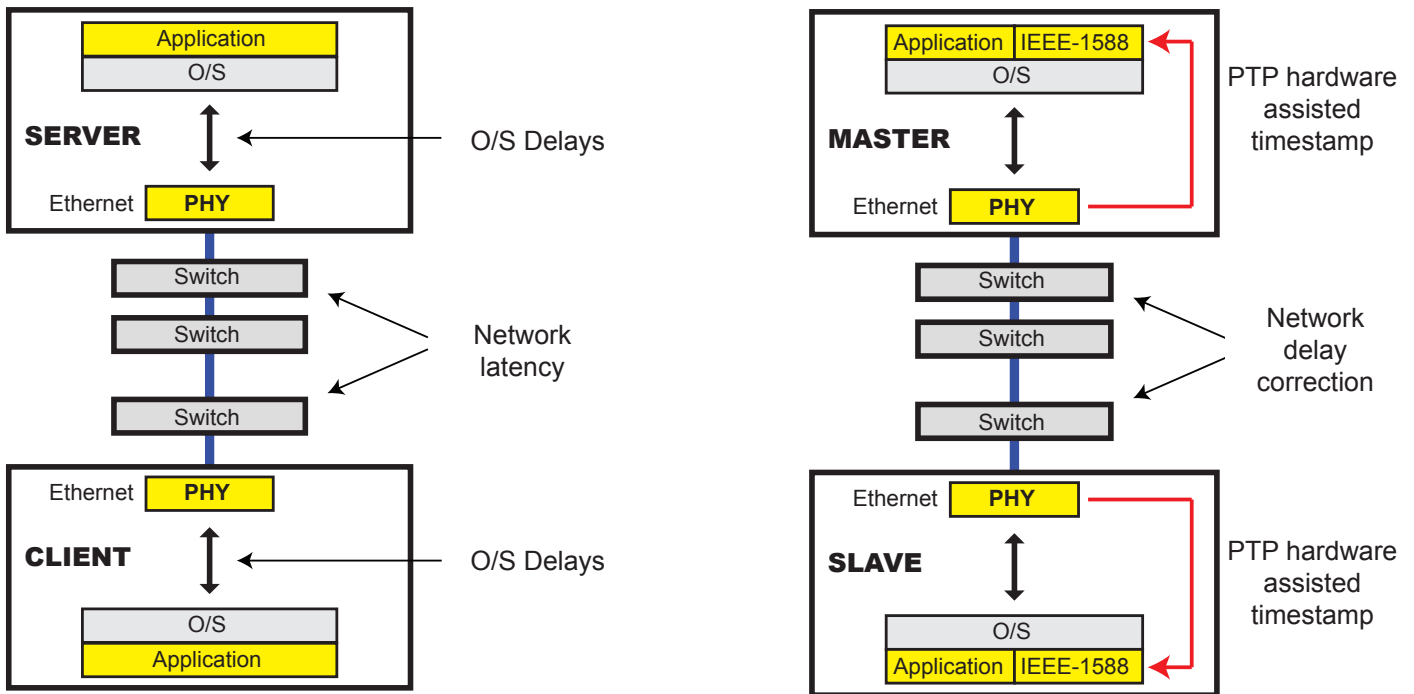 Application
O/S
SERVER
O/S Delays
Ethernet
PHY
Switch
Switch
Network
latency
Switch
Ethernet
PHY
CLIENT
O/S Delays
O/S
Application
Application
IEEE-1588
O/S
MASTER
PTP hardware
assisted
timestamp
Ethernet
PHY
Switch
Switch
Network
delay
correction
Switch
Ethernet
PHY
SLAVE
PTP hardware
assisted
timestamp
O/S
Application
IEEE-1588